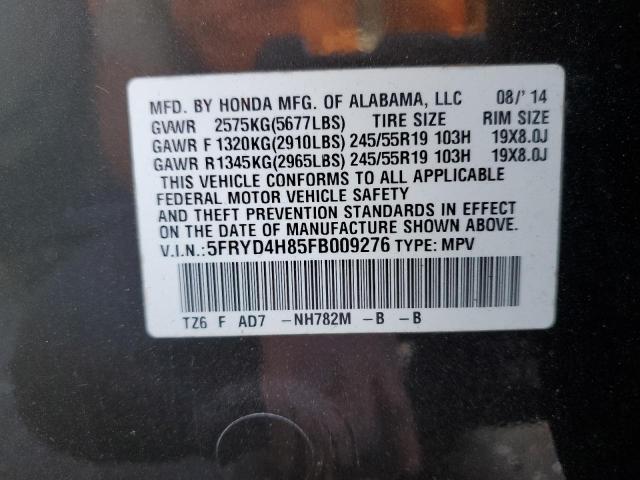 MFD. BY HONDA MFG. OF ALABAMA, LLC 08/'14
GVWR 2575KG(5677LBS) TIRE SIZE RIM SIZE
GAWR F 1320KG(2910LBS) 245/55R19 103H 19X8.0J
GAWR R 1345KG(2965LBS) 245/55R19 103H 19X8.0J
THIS VEHICLE CONFORMS TO ALL APPLICABLE
FEDERAL MOTOR VEHICLE SAFETY
AND THEFT PREVENTION STANDARDS IN EFFECT
ON THE DATE OF MANUFACTURE SHOWN ABOVE.
V.I.N.:5FRYD4H85FB009276 TYPE: MPV
TZ6 F AD7 -NH782M -B -B